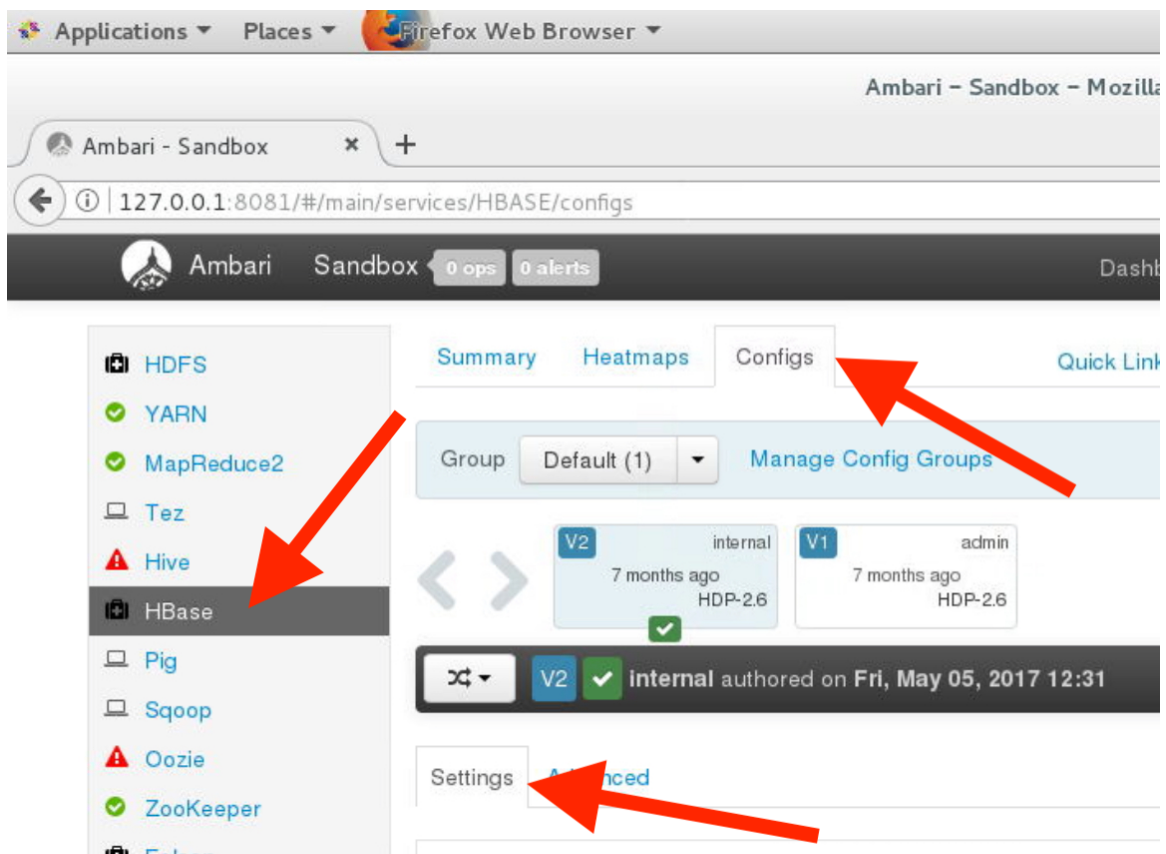 Applications Places Firefox Web Browser
Ambari - Sandbox - Mozilla
Ambari - Sandbox
127.0.0.1:8081/#/main/services/HBASE/configs
Ambari Sandbox 0 ops 0 alerts Dashb
HDFS
YARN
MapReduce2
Tez
Hive
HBase
Pig
Sqoop
Oozie
ZooKeeper
Summary Heatmaps Configs Quick Link
Group Default (1) Manage Config Groups
V2 internal
7 months ago
HDP-2.6
V1 admin
7 months ago
HDP-2.6
V2 internal authored on Fri, May 05, 2017 12:31
Settings